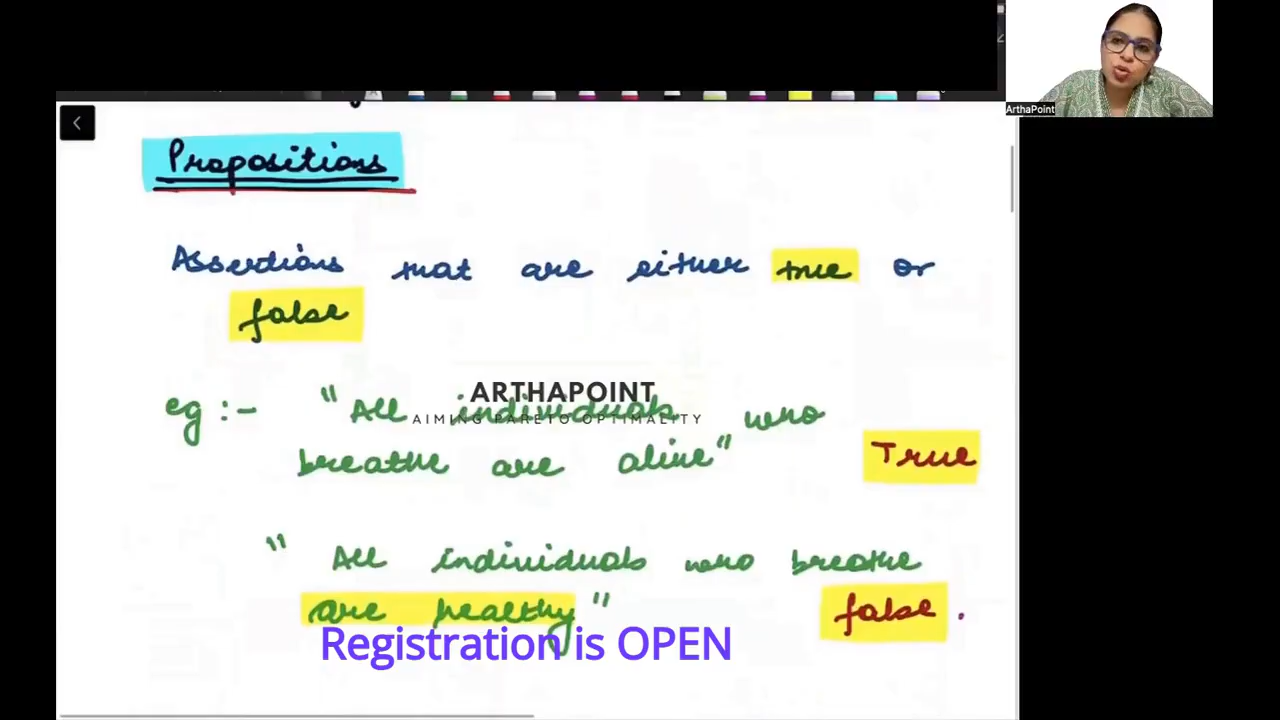 ArthaPoint
Propositions
Assertions that are either true or
false
ARTHAPOINT
AIMING PARETO OPTIMALITY
eg :- "All individuals who
breathe are alive" True
" All individuals who breathe
are healthy" false.
Registration is OPEN